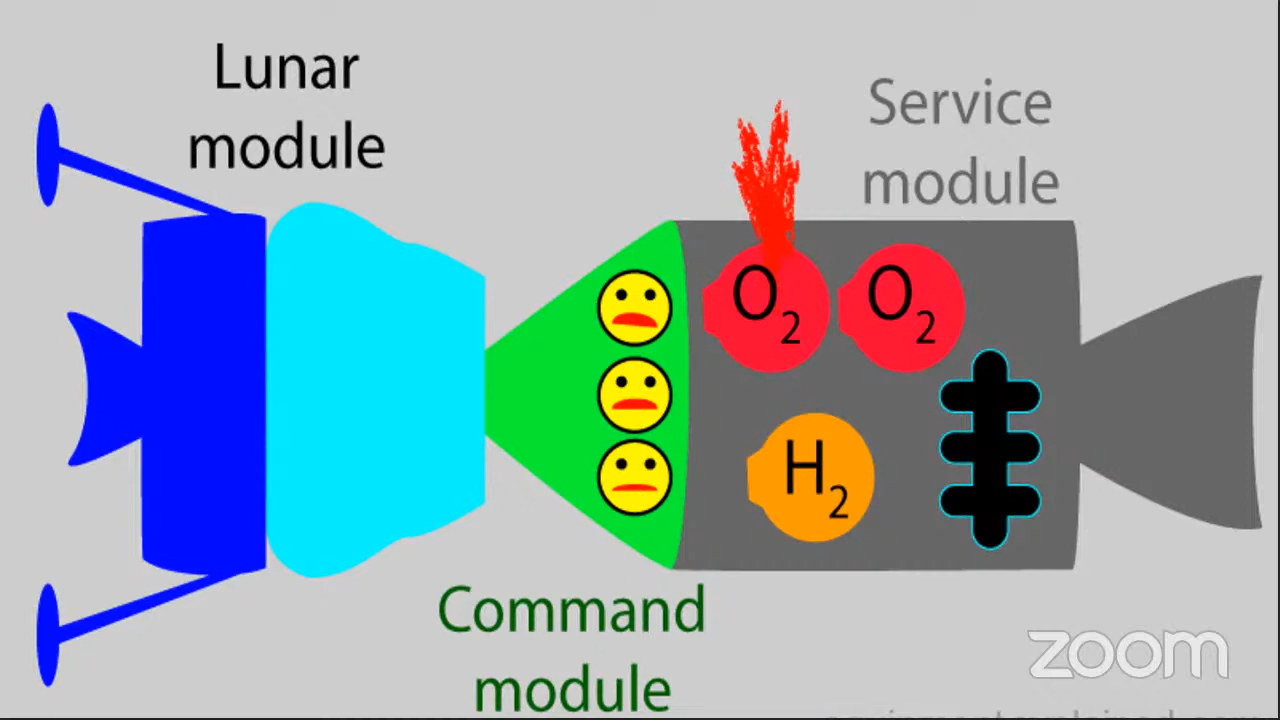 Lunar
module
Service
module
O2
O2
H2
Command
module
zoom